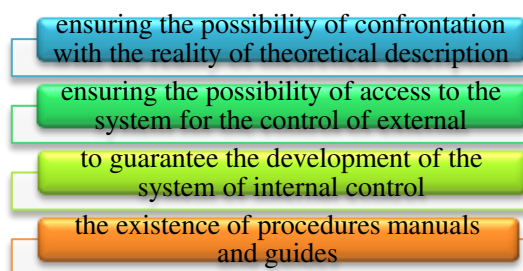 ensuring the possibility of confrontation
with the reality of theoretical description
ensuring the possibility of access to the
system for the control of external
to guarantee the development of the
system of internal control
the existence of procedures manuals
and guides